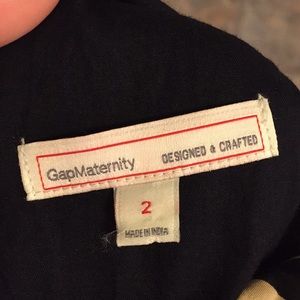 GapMaternity DESIGNED & CRAFTED
2
MADE IN INDIA